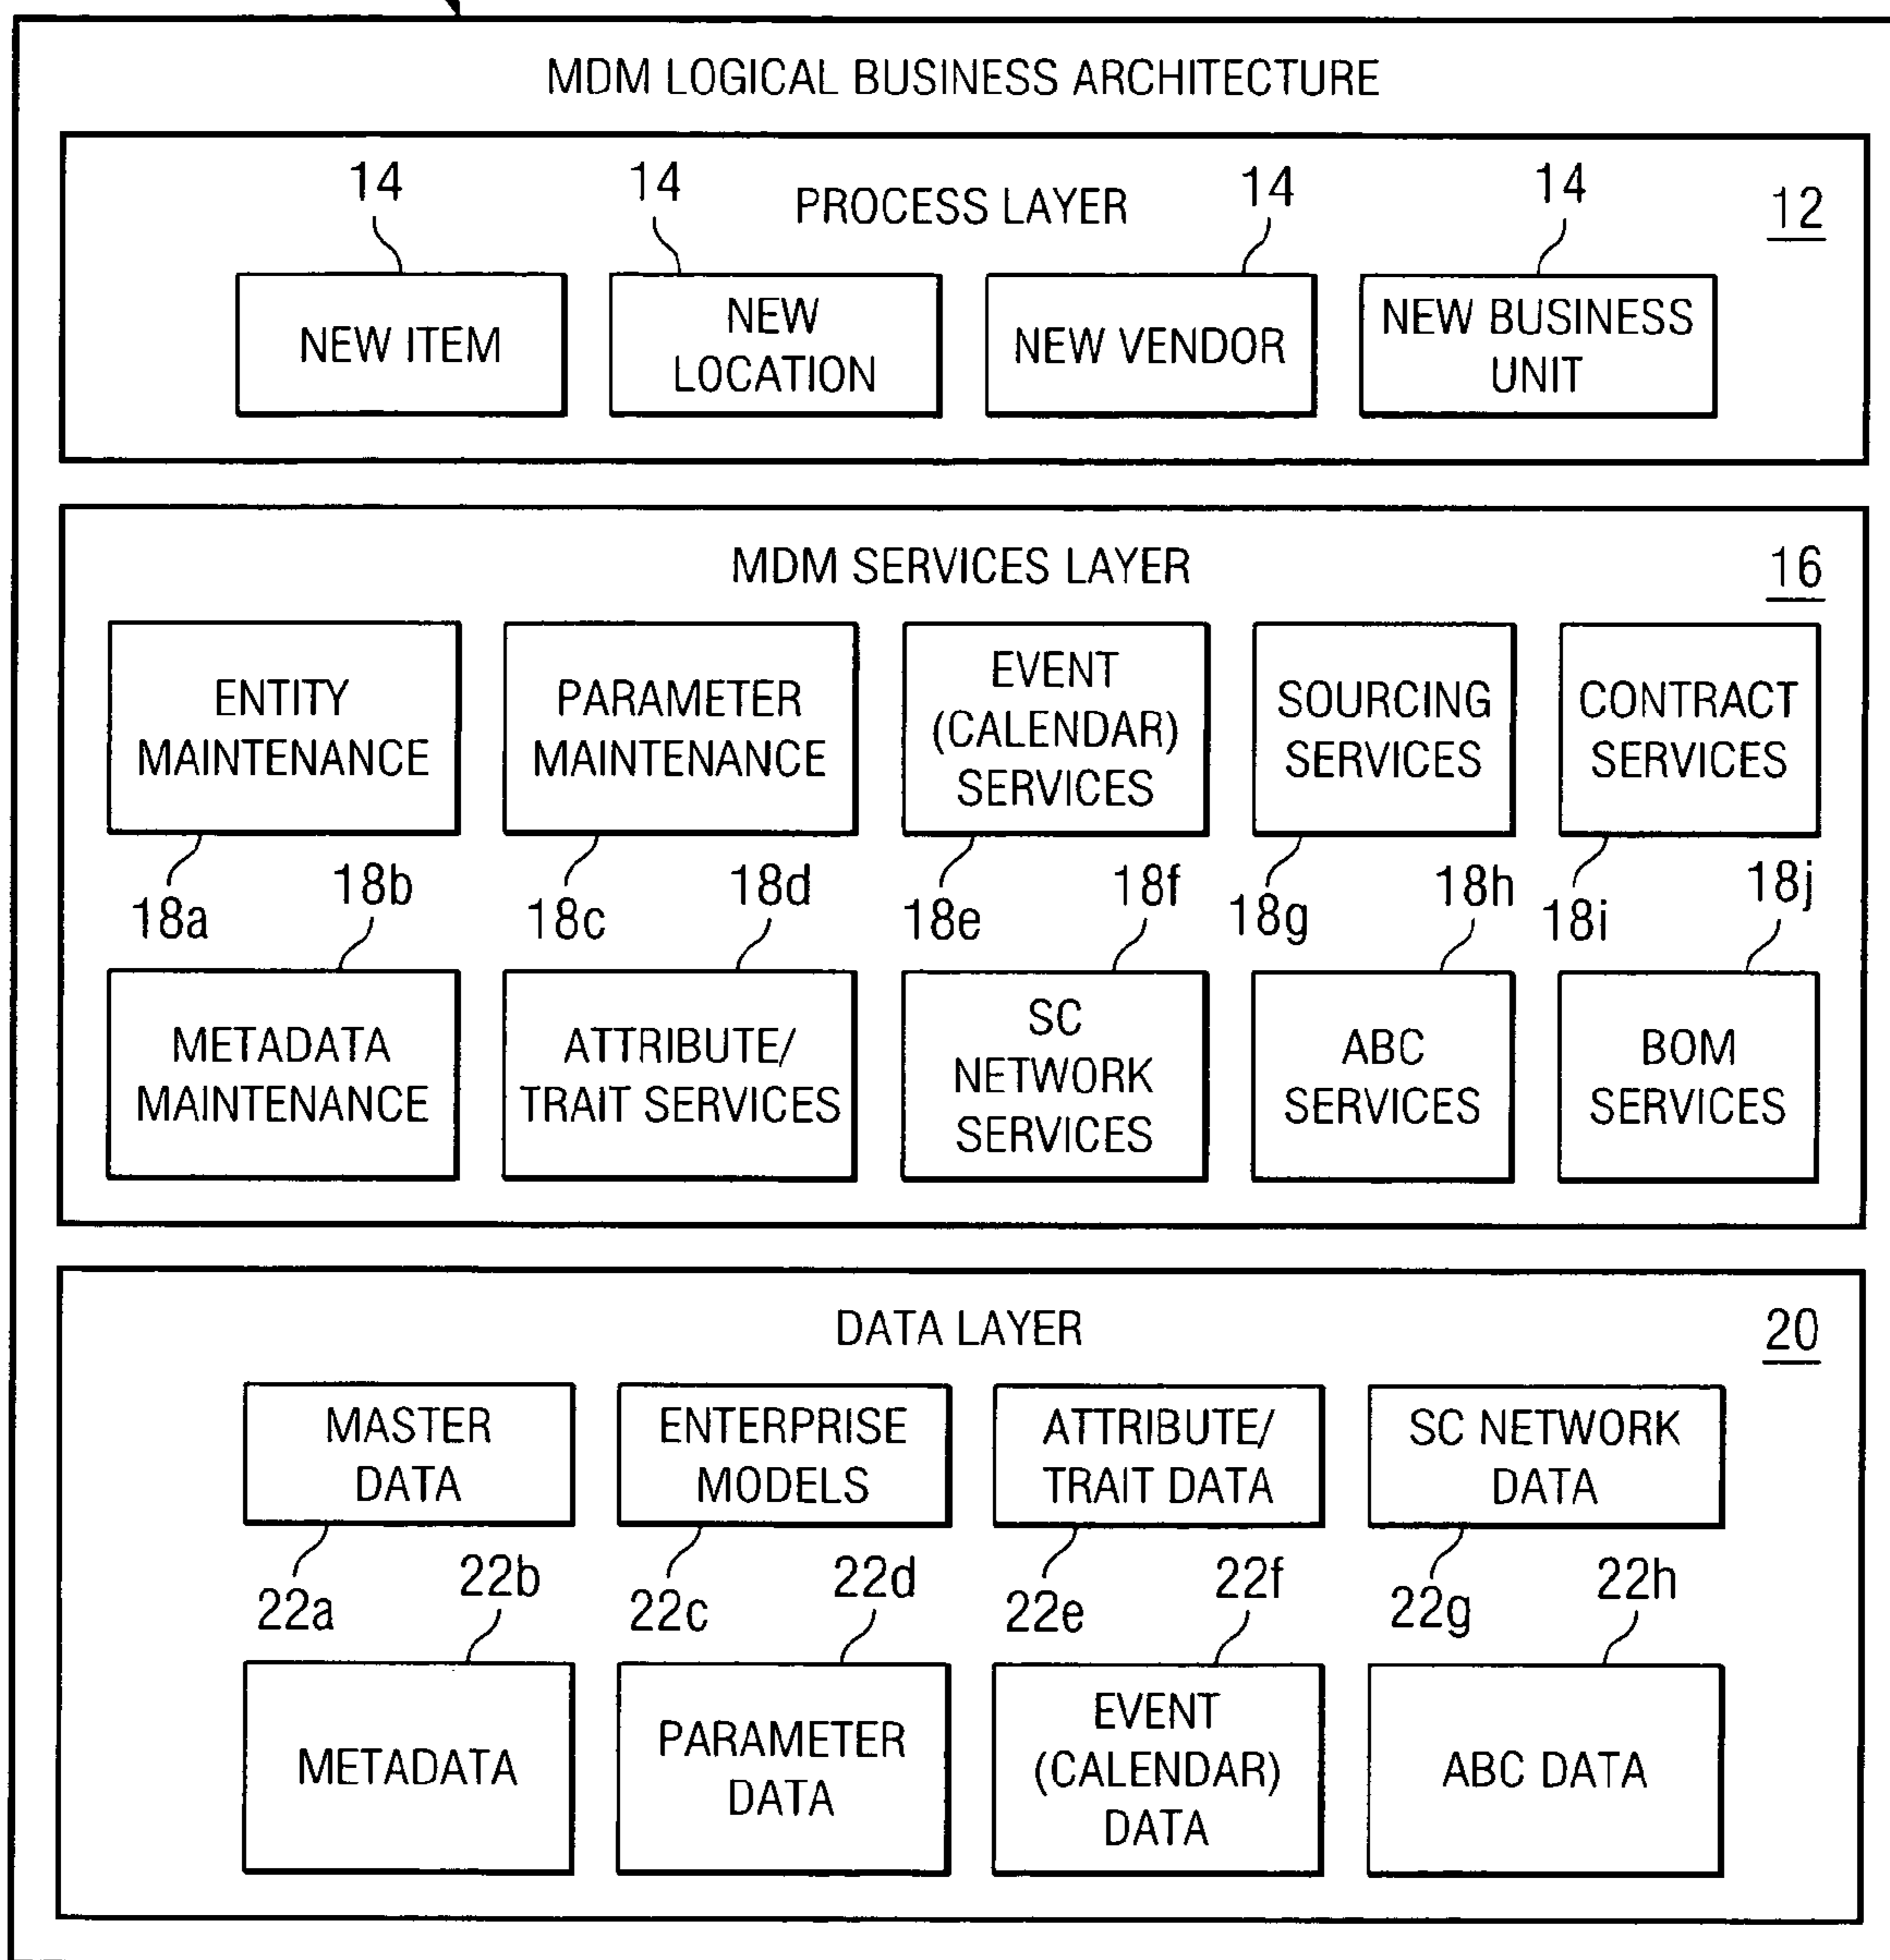 MDM LOGICAL BUSINESS ARCHITECTURE
14 14 PROCESS LAYER 14 14 12
NEW ITEM
NEW
LOCATION
NEW VENDOR
NEW BUSINESS
UNIT
MDM SERVICES LAYER 16
ENTITY
MAINTENANCE
PARAMETER
MAINTENANCE
EVENT
(CALENDAR)
SERVICES
SOURCING
SERVICES
CONTRACT
SERVICES
18a 18b 18c 18d 18e 18f 18g 18h 18i 18j
METADATA
MAINTENANCE
ATTRIBUTE/
TRAIT SERVICES
SC
NETWORK
SERVICES
ABC
SERVICES
BOM
SERVICES
DATA LAYER 20
MASTER
DATA
ENTERPRISE
MODELS
ATTRIBUTE/
TRAIT DATA
SC NETWORK
DATA
22a 22b 22c 22d 22e 22f 22g 22h
METADATA
PARAMETER
DATA
EVENT
(CALENDAR)
DATA
ABC DATA